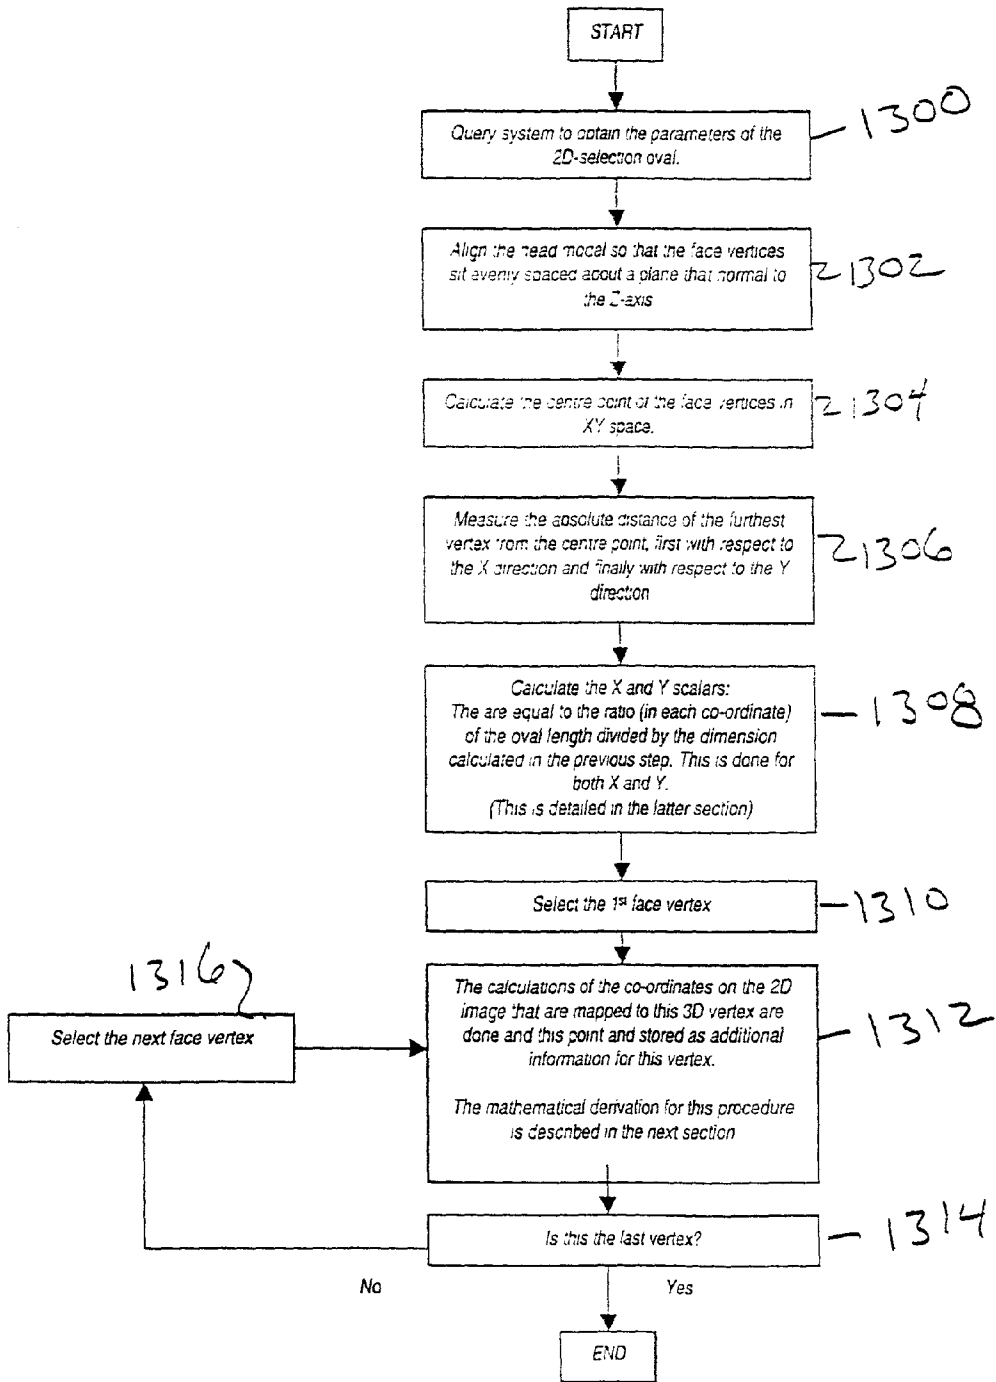 START
Query system to obtain the parameters of the
2D-selection oval.
1300
Align the head model so that the face vertices
sit evenly spaced about a plane that normal to
the Z-axis
1302
Calculate the centre point of the face vertices in
XY space.
1304
Measure the absolute distance of the furthest
vertex from the centre point, first with respect to
the X direction and finally with respect to the Y
direction
1306
Calculate the X and Y scalars:
The are equal to the ratio (in each co-ordinate)
of the oval length divided by the dimension
calculated in the previous step. This is done for
both X and Y.
(This is detailed in the latter section)
1308
Select the 1st face vertex
1310
1316
Select the next face vertex
The calculations of the co-ordinates on the 2D
image that are mapped to this 3D vertex are
done and this point and stored as additional
information for this vertex.
The mathematical derivation for this procedure
is described in the next section
1312
Is this the last vertex?
1314
No
Yes
END